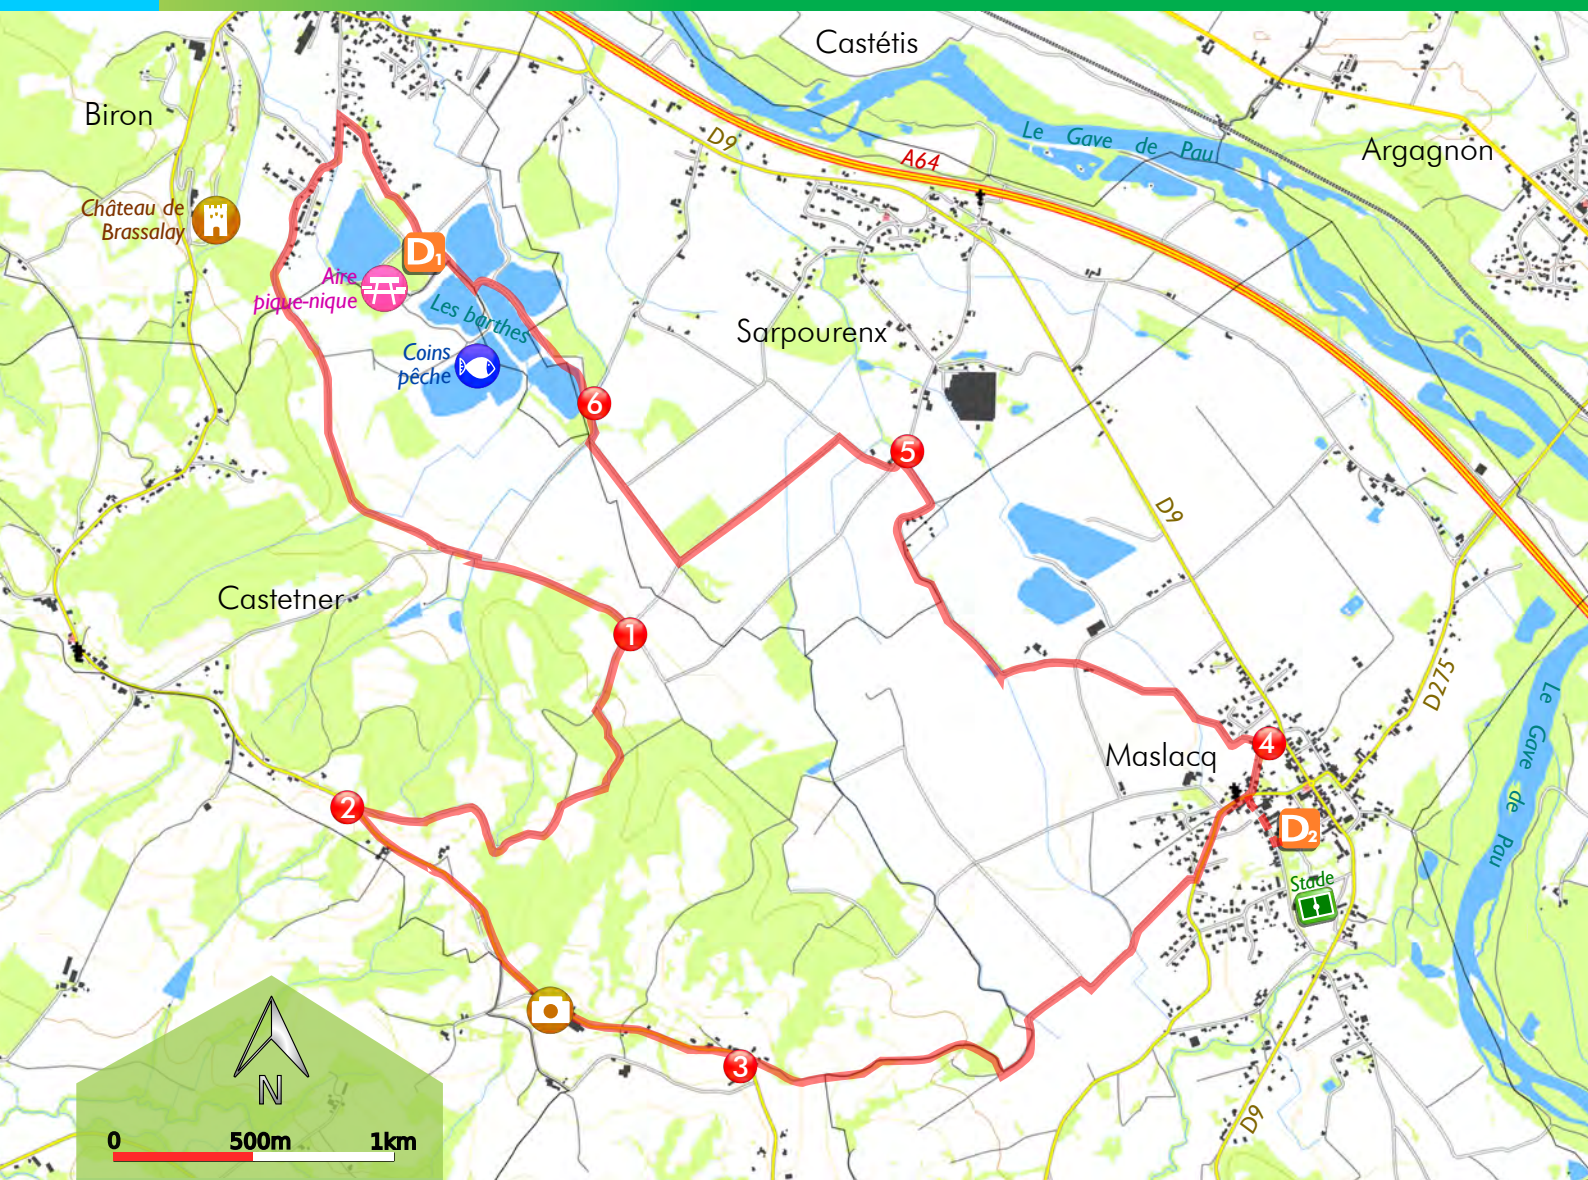 Castétis
Biron
Le Gave de Pau
D9
A64
Argagnon
Château de
Brassalay
D1
Aire
pique-nique
Les barthes
Sarpourenx
Coins
pêche
6
5
D9
Castetner
1
D275
Le Gave de Pau
4
Maslacq
2
D2
Stade
3
N
D9
0 500m 1km